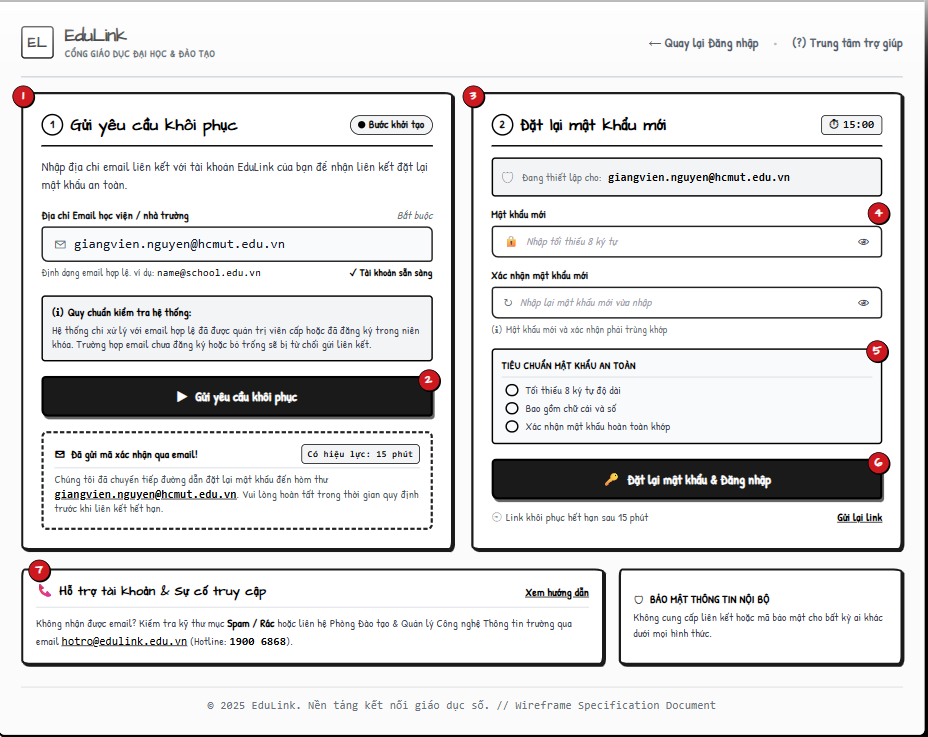 EL
EduLink
CỔNG GIÁO DỤC ĐẠI HỌC & ĐÀO TẠO
← Quay lại Đăng nhập • (?) Trung tâm trợ giúp
1
1 Gửi yêu cầu khôi phục
● Bước khởi tạo
Nhập địa chỉ email liên kết với tài khoản EduLink của bạn để nhận liên kết đặt lại
mật khẩu an toàn.
Địa chỉ Email học viên / nhà trường
Bắt buộc
giangvien.nguyen@hcmut.edu.vn
Định dạng email hợp lệ. ví dụ: name@school.edu.vn
✓ Tài khoản sẵn sàng
(i) Quy chuẩn kiểm tra hệ thống:
Hệ thống chỉ xử lý với email hợp lệ đã được quản trị viên cấp hoặc đã đăng ký trong niên
khóa. Trường hợp email chưa đăng ký hoặc bỏ trống sẽ bị từ chối gửi liên kết.
2
▶ Gửi yêu cầu khôi phục
Đã gửi mã xác nhận qua email!
Có hiệu lực: 15 phút
Chúng tôi đã chuyển tiếp đường dẫn đặt lại mật khẩu đến hòm thư
giangvien.nguyen@hcmut.edu.vn. Vui lòng hoàn tất trong thời gian quy định
trước khi liên kết hết hạn.
3
2 Đặt lại mật khẩu mới
15:00
Đang thiết lập cho: giangvien.nguyen@hcmut.edu.vn
4
Mật khẩu mới
Nhập tối thiểu 8 ký tự
Xác nhận mật khẩu mới
Nhập lại mật khẩu mới vừa nhập
(i) Mật khẩu mới và xác nhận phải trùng khớp
5
TIÊU CHUẨN MẬT KHẨU AN TOÀN
Tối thiểu 8 ký tự độ dài
Bao gồm chữ cái và số
Xác nhận mật khẩu hoàn toàn khớp
6
Đặt lại mật khẩu & Đăng nhập
Link khôi phục hết hạn sau 15 phút
Gửi lại link
7
Hỗ trợ tài khoản & Sự cố truy cập
Xem hướng dẫn
Không nhận được email? Kiểm tra kỹ thư mục Spam / Rác hoặc liên hệ Phòng Đào tạo & Quản lý Công nghệ Thông tin trường qua
email hotro@edulink.edu.vn (Hotline: 1900 6868).
BẢO MẬT THÔNG TIN NỘI BỘ
Không cung cấp liên kết hoặc mã bảo mật cho bất kỳ ai khác
dưới mọi hình thức.
© 2025 EduLink. Nền tảng kết nối giáo dục số. // Wireframe Specification Document